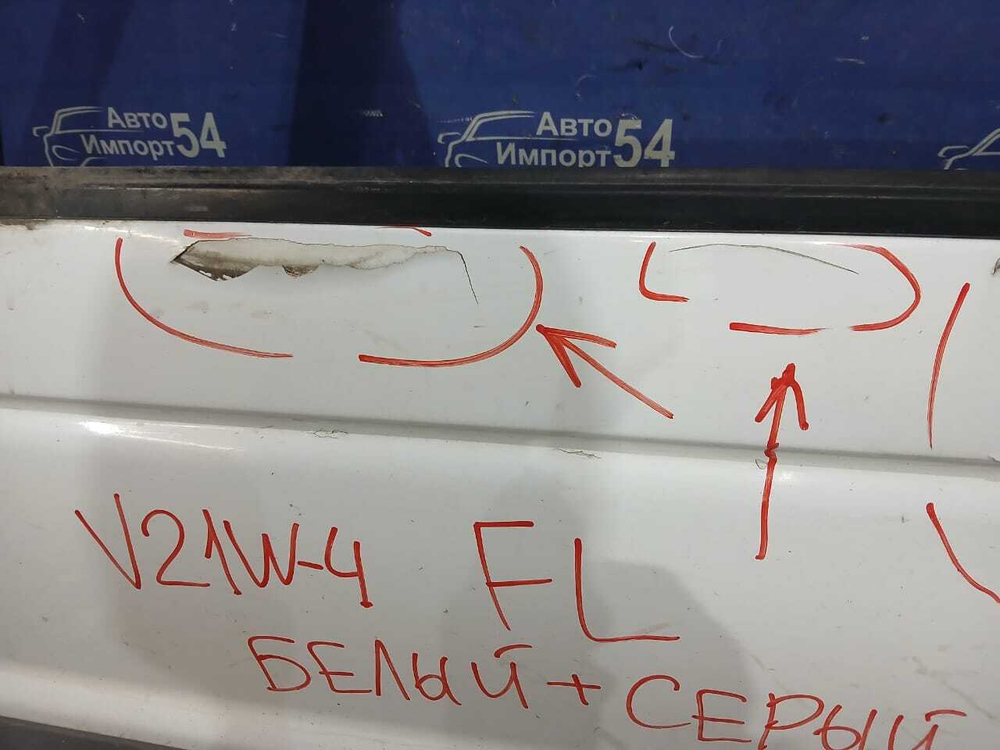 Авто
Импорт54
Авто
Импорт54
V21W-4 FL
БЕЛЫЙ + СЕРЫЙ